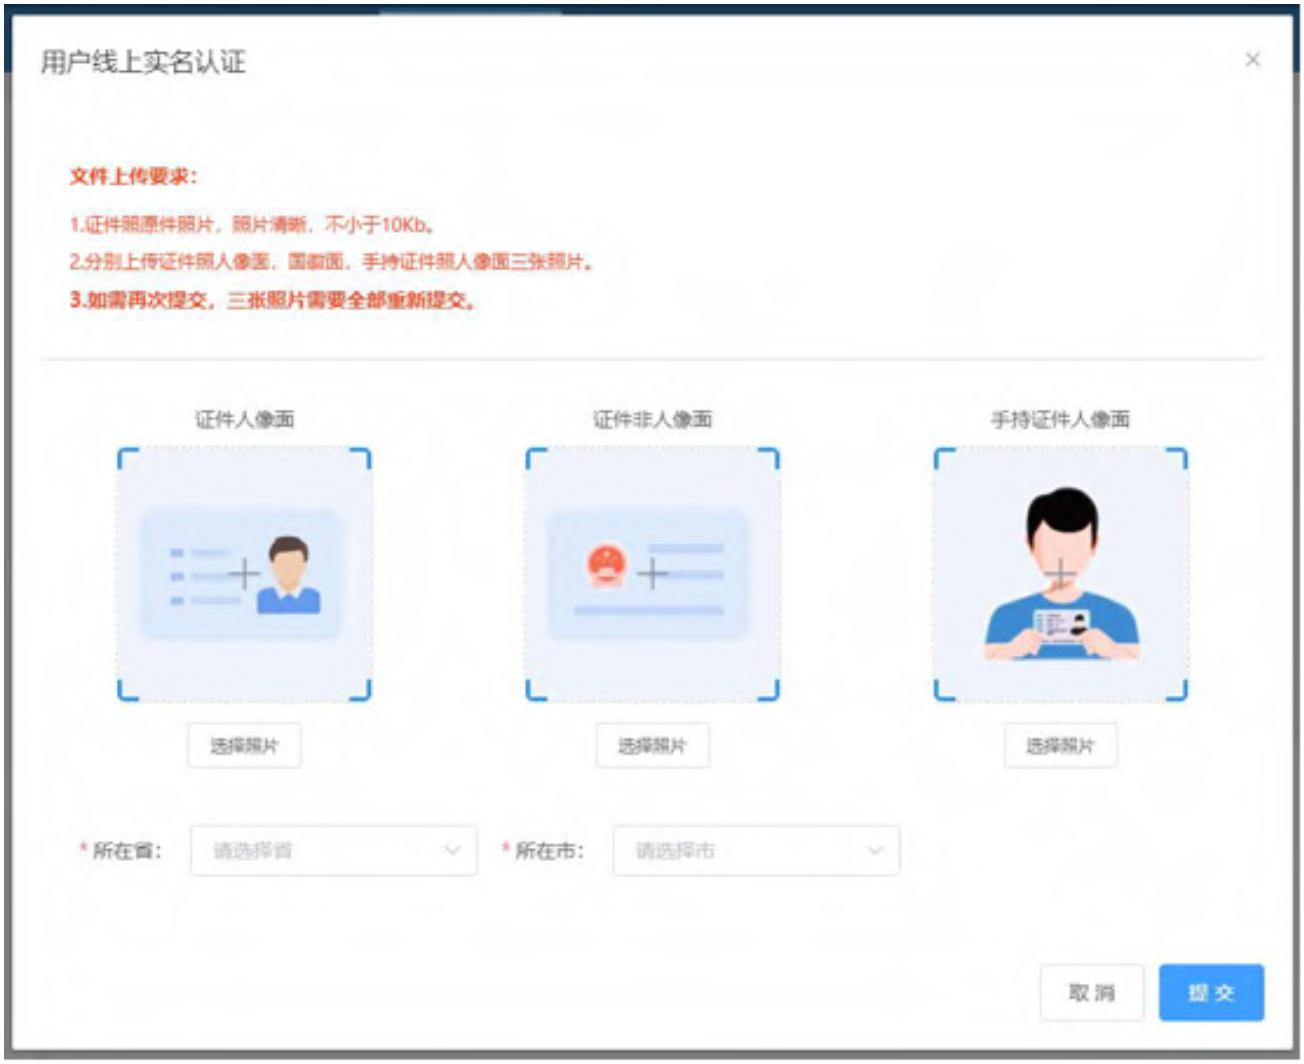 用户线上实名认证
文件上传要求：
1.证件照原件照片，照片清晰，不小于10Kb。
2.分别上传证件照人像面，国徽面，手持证件照人像面三张照片。
3.如需再次提交，三张照片需要全部重新提交。
证件人像面
证件非人像面
手持证件人像面
选择照片
选择照片
选择照片
* 所在省：
请选择省
* 所在市：
请选择市
取 消
提 交